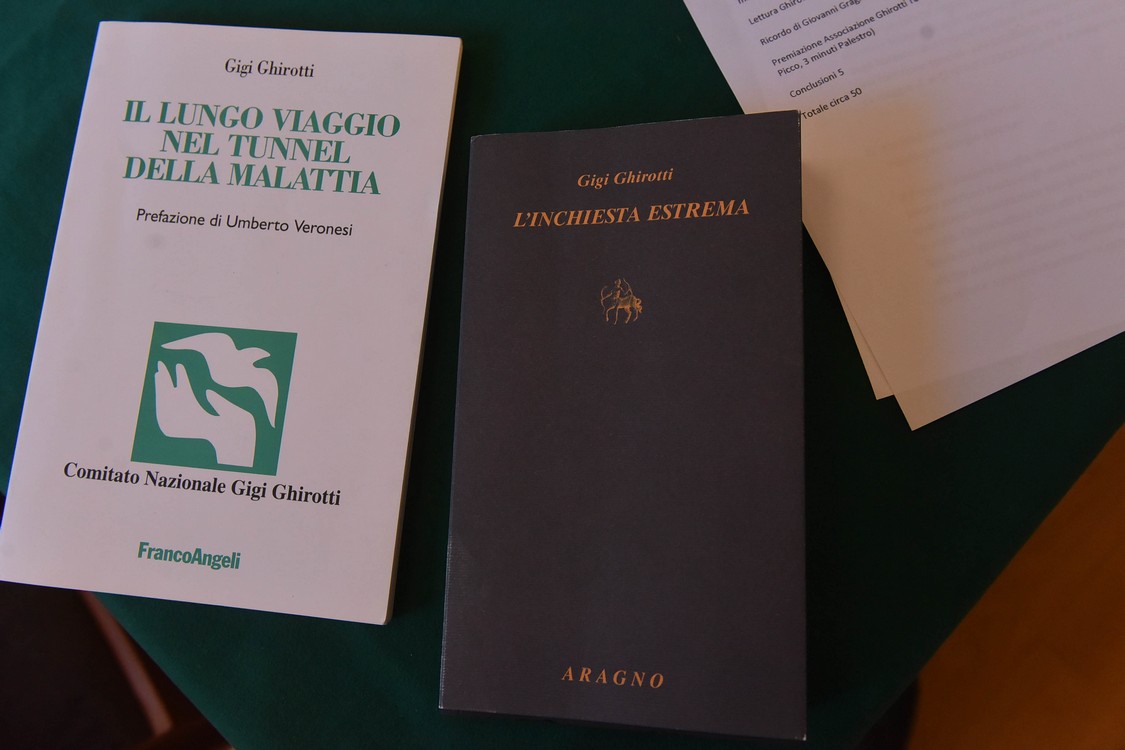 Gigi Ghirotti
IL LUNGO VIAGGIO
NEL TUNNEL
DELLA MALATTIA
Prefazione di Umberto Veronesi
Comitato Nazionale Gigi Ghirotti
FrancoAngeli
Gigi Ghirotti
L'INCHIESTA ESTREMA
ARAGNO
Lettura
Ricordo di Giovanni
Premiazione Associazione Ghirotti
Picco, 3 minuti Palestro)
Conclusioni 5
Totale circa 50